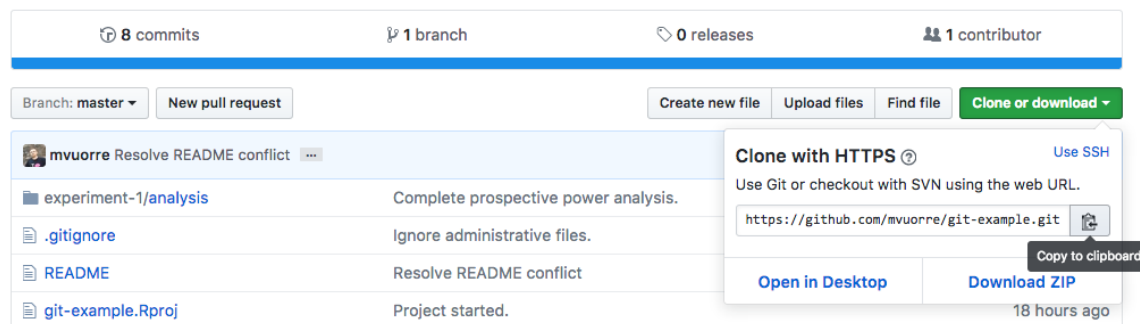 8 commits
1 branch
0 releases
1 contributor
Branch: master
New pull request
Create new file
Upload files
Find file
Clone or download
mvuorre Resolve README conflict ...
Clone with HTTPS ?
Use SSH
Use Git or checkout with SVN using the web URL.
https://github.com/mvuorre/git-example.git
Copy to clipboard
Open in Desktop
Download ZIP
experiment-1/analysis
Complete prospective power analysis.
.gitignore
Ignore administrative files.
README
Resolve README conflict
git-example.Rproj
Project started.
18 hours ago